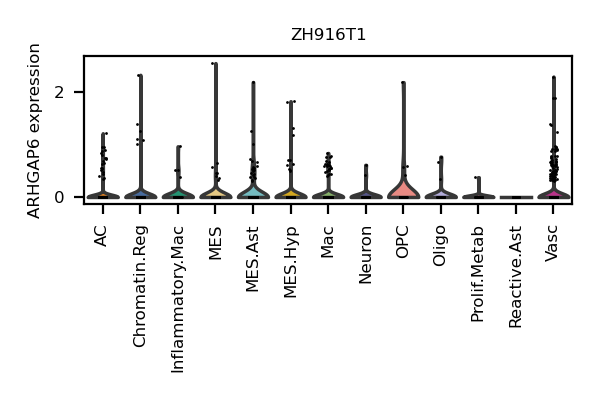 ZH916T1
ARHGAP6 expression
2
0
AC
Chromatin.Reg
Inflammatory.Mac
MES
MES.Ast
MES.Hyp
Mac
Neuron
OPC
Oligo
Prolif.Metab
Reactive.Ast
Vasc